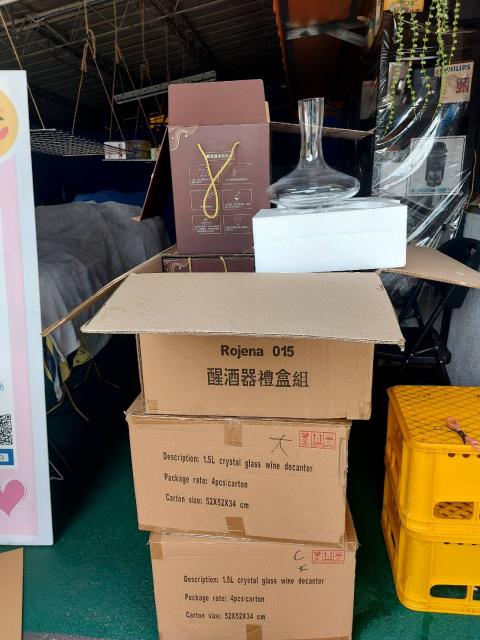 PHILIPS
Rojena 015
醒酒器禮盒組
Description: 1.5L crystal glass wine decanter
Package rate: 4pcs/carton
Carton size: 52X52X34 cm
Description: 1.5L crystal glass wine decanter
Package rate: 4pcs/carton
Carton size: 52X52X34 cm